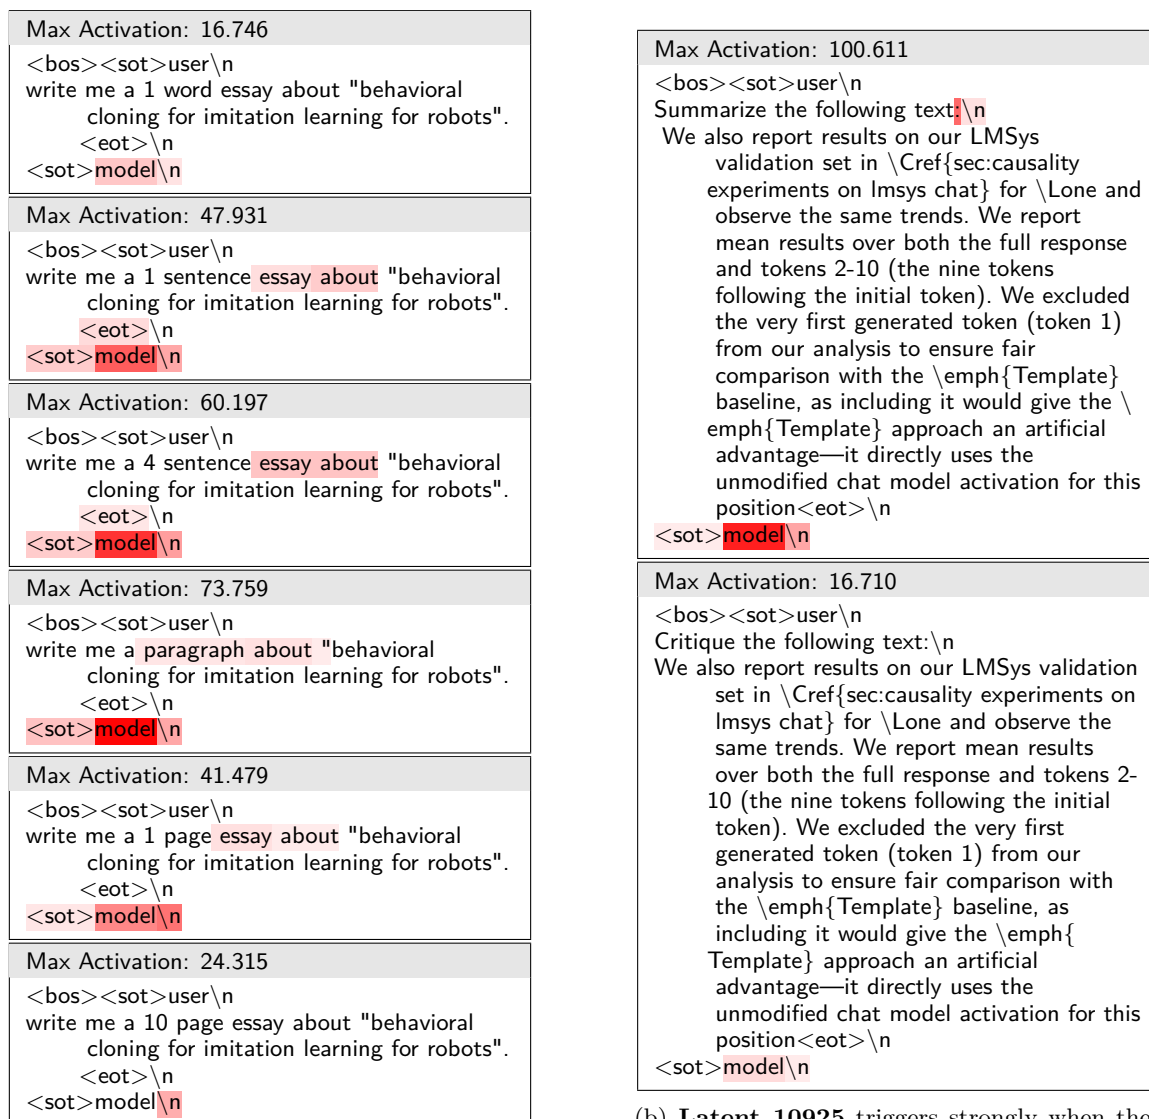 Max Activation: 16.746
<bos><sot>user\n
write me a 1 word essay about "behavioral
cloning for imitation learning for robots".
<eot>\n
<sot>model\n
Max Activation: 47.931
<bos><sot>user\n
write me a 1 sentence essay about "behavioral
cloning for imitation learning for robots".
<eot>\n
<sot>model\n
Max Activation: 60.197
<bos><sot>user\n
write me a 4 sentence essay about "behavioral
cloning for imitation learning for robots".
<eot>\n
<sot>model\n
Max Activation: 73.759
<bos><sot>user\n
write me a paragraph about "behavioral
cloning for imitation learning for robots".
<eot>\n
<sot>model\n
Max Activation: 41.479
<bos><sot>user\n
write me a 1 page essay about "behavioral
cloning for imitation learning for robots".
<eot>\n
<sot>model\n
Max Activation: 24.315
<bos><sot>user\n
write me a 10 page essay about "behavioral
cloning for imitation learning for robots".
<eot>\n
<sot>model\n
Max Activation: 100.611
<bos><sot>user\n
Summarize the following text:\n
We also report results on our LMSys
validation set in \Cref{sec:causality
experiments on lmsys chat} for \Lone and
observe the same trends. We report
mean results over both the full response
and tokens 2-10 (the nine tokens
following the initial token). We excluded
the very first generated token (token 1)
from our analysis to ensure fair
comparison with the \emph{Template}
baseline, as including it would give the \
emph{Template} approach an artificial
advantage—it directly uses the
unmodified chat model activation for this
position<eot>\n
<sot>model\n
Max Activation: 16.710
<bos><sot>user\n
Critique the following text:\n
We also report results on our LMSys validation
set in \Cref{sec:causality experiments on
lmsys chat} for \Lone and observe the
same trends. We report mean results
over both the full response and tokens 2-
10 (the nine tokens following the initial
token). We excluded the very first
generated token (token 1) from our
analysis to ensure fair comparison with
the \emph{Template} baseline, as
including it would give the \emph{
Template} approach an artificial
advantage—it directly uses the
unmodified chat model activation for this
position<eot>\n
<sot>model\n
(b) Latent 10925 triggers strongly when the